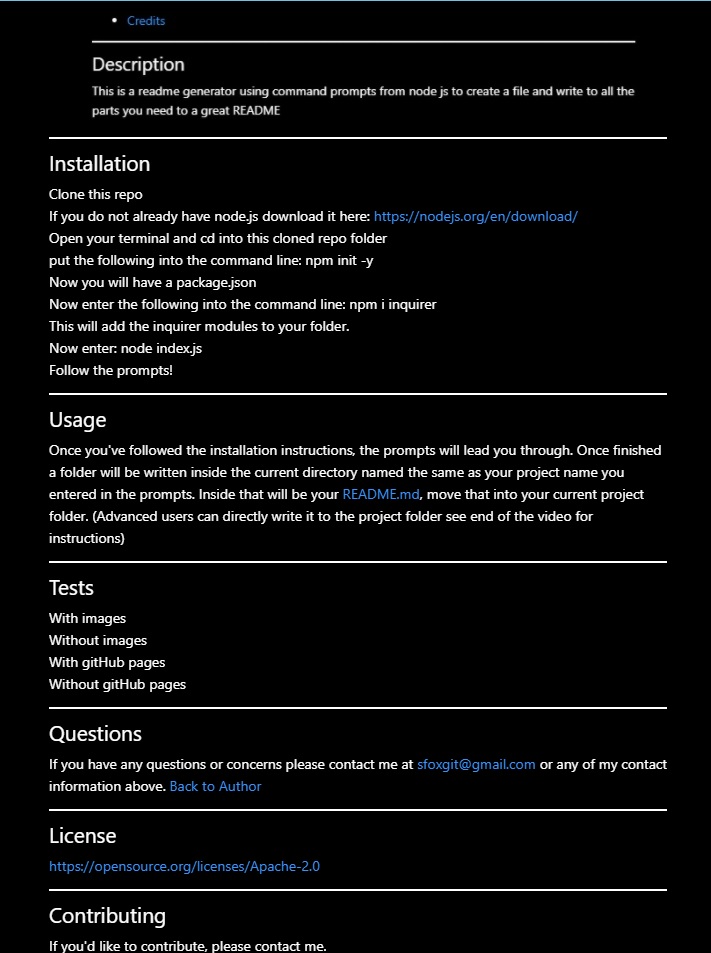 Credits
Description
This is a readme generator using command prompts from node js to create a file and write to all the
parts you need to a great README
Installation
Clone this repo
If you do not already have node.js download it here: https://nodejs.org/en/download/
Open your terminal and cd into this cloned repo folder
put the following into the command line: npm init -y
Now you will have a package.json
Now enter the following into the command line: npm i inquirer
This will add the inquirer modules to your folder.
Now enter: node index.js
Follow the prompts!
Usage
Once you've followed the installation instructions, the prompts will lead you through. Once finished
a folder will be written inside the current directory named the same as your project name you
entered in the prompts. Inside that will be your README.md, move that into your current project
folder. (Advanced users can directly write it to the project folder see end of the video for
instructions)
Tests
With images
Without images
With gitHub pages
Without gitHub pages
Questions
If you have any questions or concerns please contact me at sfoxgit@gmail.com or any of my contact
information above. Back to Author
License
https://opensource.org/licenses/Apache-2.0
Contributing
If you'd like to contribute, please contact me.